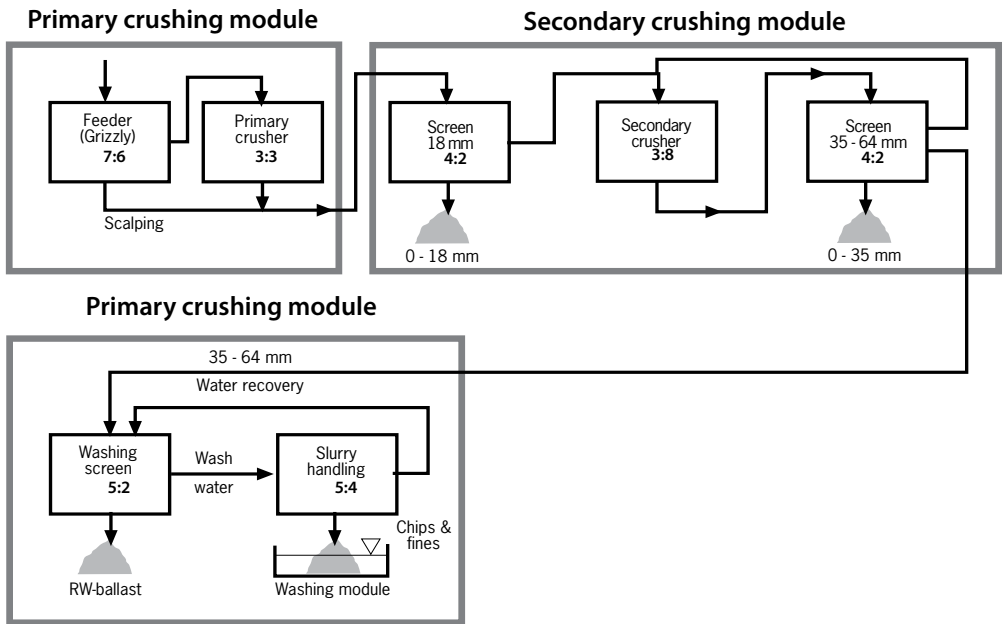 Primary crushing module
Secondary crushing module
Feeder
(Grizzly)
7:6
Primary
crusher
3:3
Scalping
Screen
18 mm
4:2
0 - 18 mm
Secondary
crusher
3:8
Screen
35 - 64 mm
4:2
0 - 35 mm
Primary crushing module
35 - 64 mm
Water recovery
Washing
screen
5:2
Wash
water
Slurry
handling
5:4
Chips &
fines
RW-ballast
Washing module